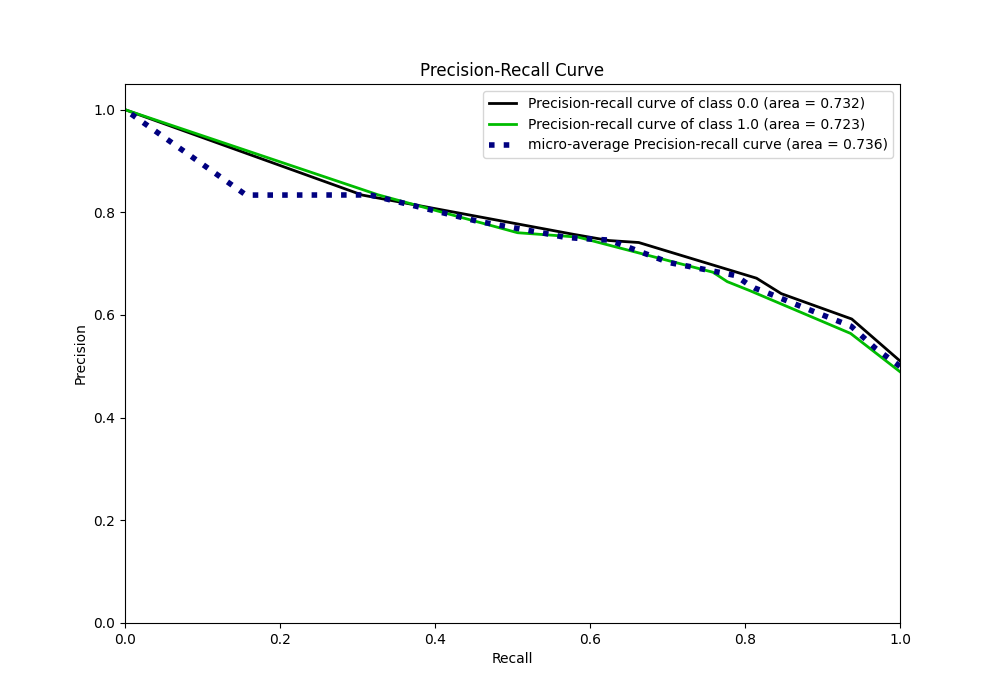 Precision-Recall Curve
Precision-recall curve of class 0.0 (area = 0.732)
Precision-recall curve of class 1.0 (area = 0.723)
micro-average Precision-recall curve (area = 0.736)
1.0
0.8
0.6
0.4
0.2
0.0
Precision
0.0 0.2 0.4 0.6 0.8 1.0
Recall